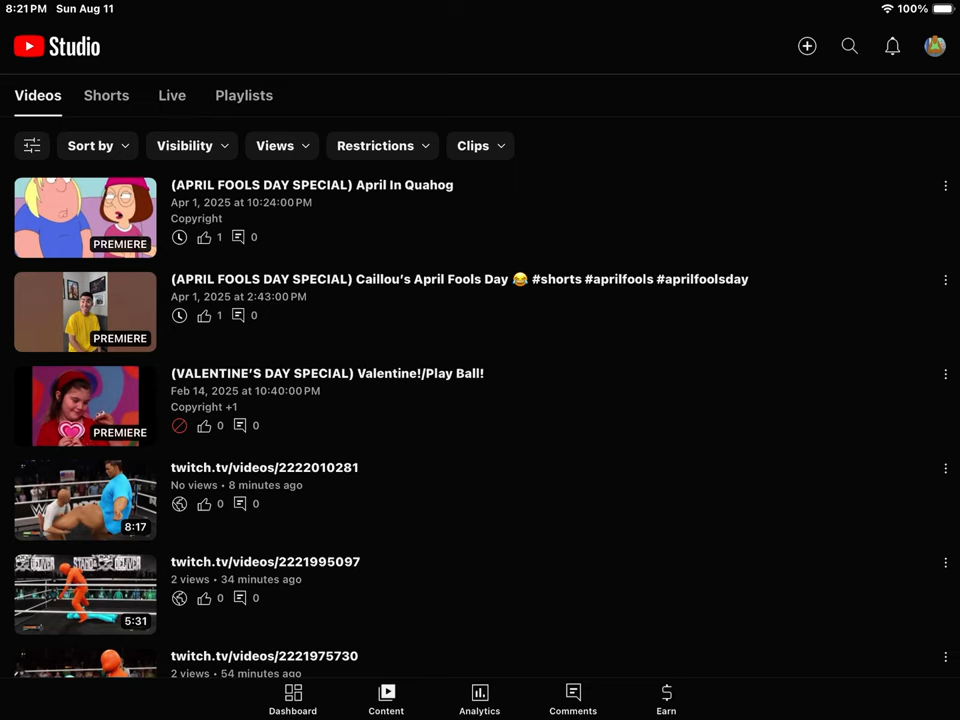 8:21 PM Sun Aug 11
100%
Studio
Videos Shorts Live Playlists
Sort by Visibility Views Restrictions Clips
(APRIL FOOLS DAY SPECIAL) April In Quahog
Apr 1, 2025 at 10:24:00 PM
Copyright
1 0
PREMIERE
(APRIL FOOLS DAY SPECIAL) Caillou's April Fools Day 😂 #shorts #aprilfools #aprilfoolsday
Apr 1, 2025 at 2:43:00 PM
1 0
PREMIERE
(VALENTINE'S DAY SPECIAL) Valentine!/Play Ball!
Feb 14, 2025 at 10:40:00 PM
Copyright +1
0 0
PREMIERE
twitch.tv/videos/2222010281
No views • 8 minutes ago
0 0
8:17
twitch.tv/videos/2221995097
2 views • 34 minutes ago
0 0
5:31
twitch.tv/videos/2221975730
2 views • 54 minutes ago
Dashboard Content Analytics Comments Earn